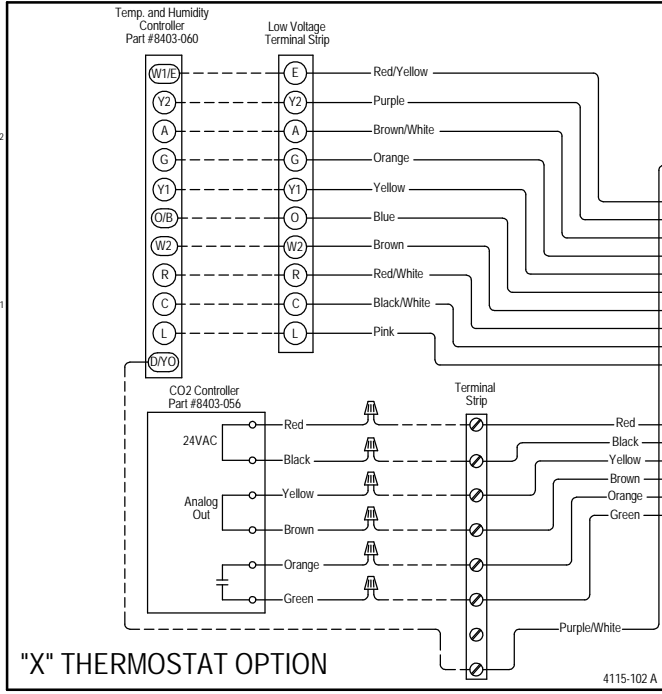 Temp. and Humidity
Controller
Part #8403-060
Low Voltage
Terminal Strip
W1/E
E
Red/Yellow
Y2
Y2
Purple
A
A
Brown/White
2
G
G
Orange
Y1
Y1
Yellow
O/B
O
Blue
W2
W2
Brown
R
R
Red/White
1
C
C
Black/White
L
L
Pink
D/YO
CO2 Controller
Part #8403-056
Terminal
Strip
24VAC
Red
Red
Black
Black
Analog
Out
Yellow
Yellow
Brown
Brown
Orange
Orange
Green
Green
Purple/White
"X" THERMOSTAT OPTION
4115-102 A